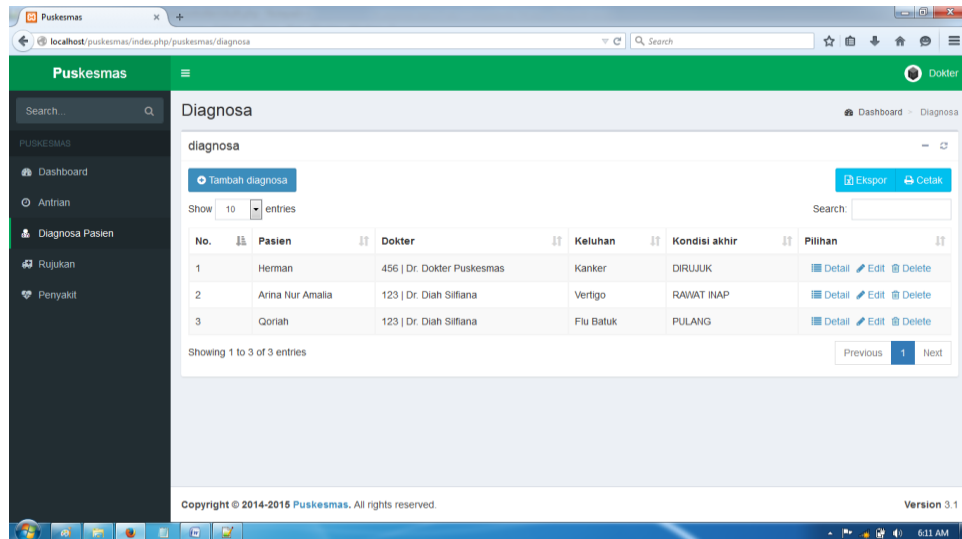 Puskesmas
localhost/puskesmas/index.php/puskesmas/diagnosa
Search
Puskesmas
Dokter
Search...
Diagnosa
Dashboard > Diagnosa
PUSKESMAS
Dashboard
Antrian
Diagnosa Pasien
Rujukan
Penyakit
diagnosa
Tambah diagnosa
Ekspor Cetak
Show 10 entries
Search:
No. Pasien Dokter Keluhan Kondisi akhir Pilihan
1 Herman 456 | Dr. Dokter Puskesmas Kanker DIRUJUK Detail Edit Delete
2 Arina Nur Amalia 123 | Dr. Diah Silfiana Vertigo RAWAT INAP Detail Edit Delete
3 Qoriah 123 | Dr. Diah Silfiana Flu Batuk PULANG Detail Edit Delete
Showing 1 to 3 of 3 entries
Previous 1 Next
Copyright © 2014-2015 Puskesmas. All rights reserved.
Version 3.1
6:11 AM